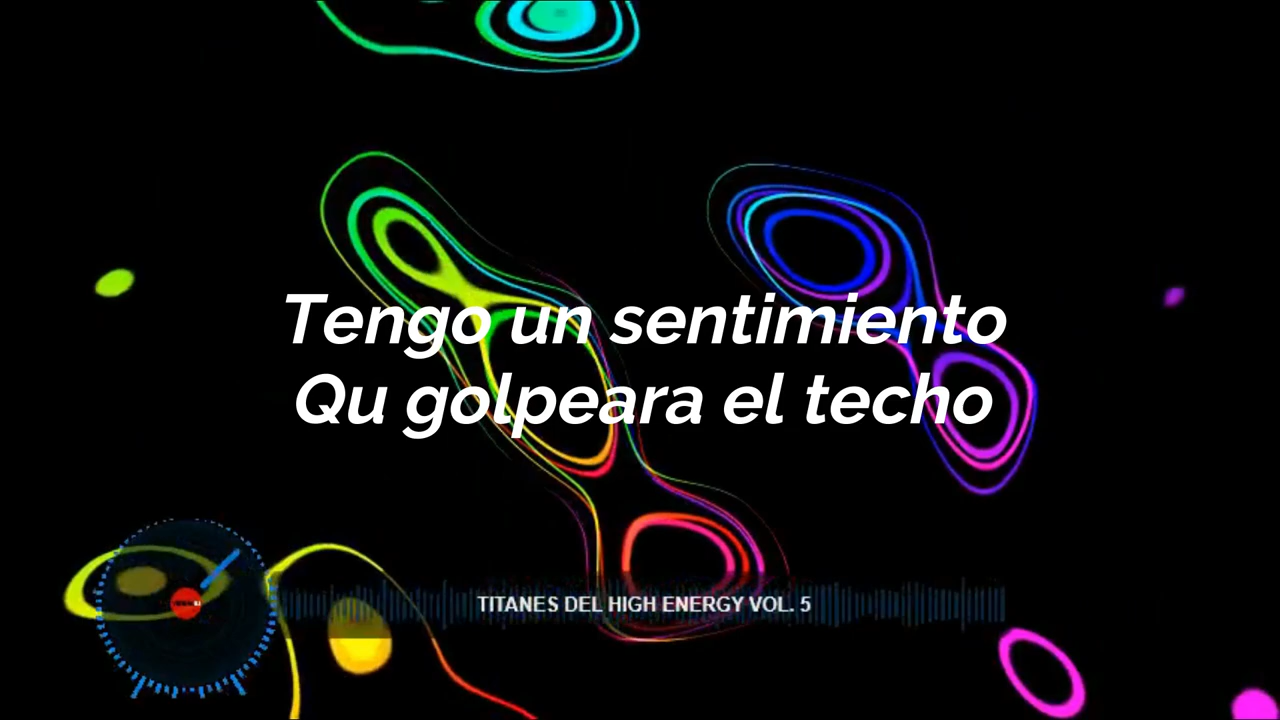 Tengo un sentimiento
Qu golpeara el techo
TITANES DEL HIGH ENERGY VOL. 5